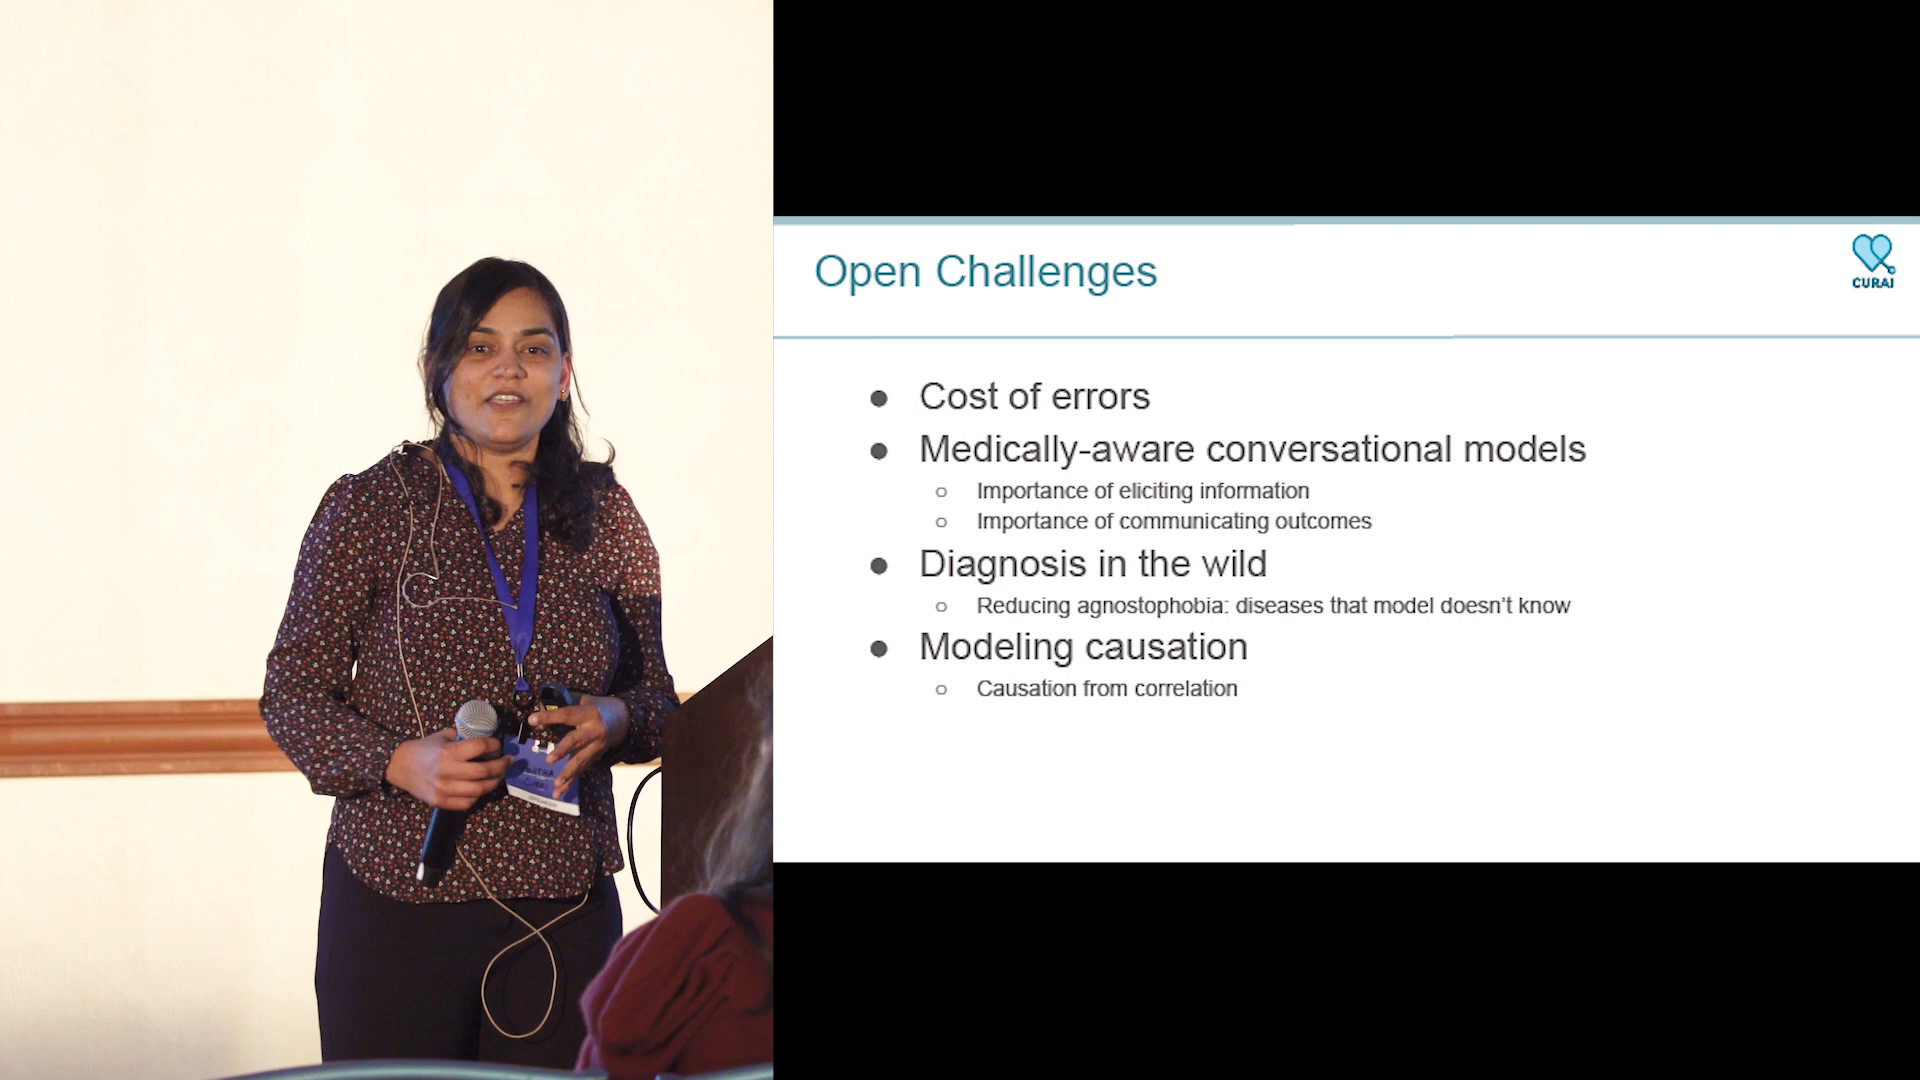 Open Challenges
CURAI
● Cost of errors
● Medically-aware conversational models
○ Importance of eliciting information
○ Importance of communicating outcomes
● Diagnosis in the wild
○ Reducing agnostophobia: diseases that model doesn't know
● Modeling causation
○ Causation from correlation